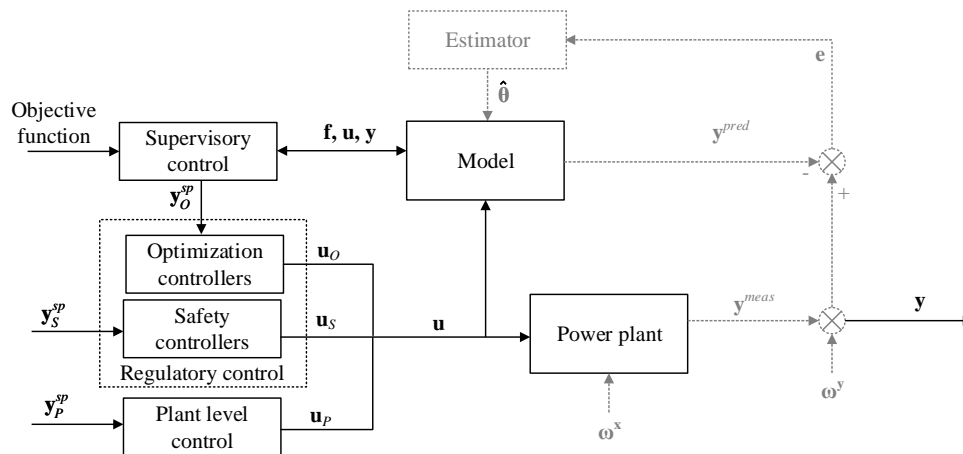 Estimator
e
θ̂
Objective
function
Supervisory
control
f, u, y
Model
y^pred
-
+
y_O^sp
Optimization
controllers
u_O
y_S^sp
Safety
controllers
u_S
u
Power plant
y^meas
y
Regulatory control
y_P^sp
Plant level
control
u_P
ω^x
ω^y